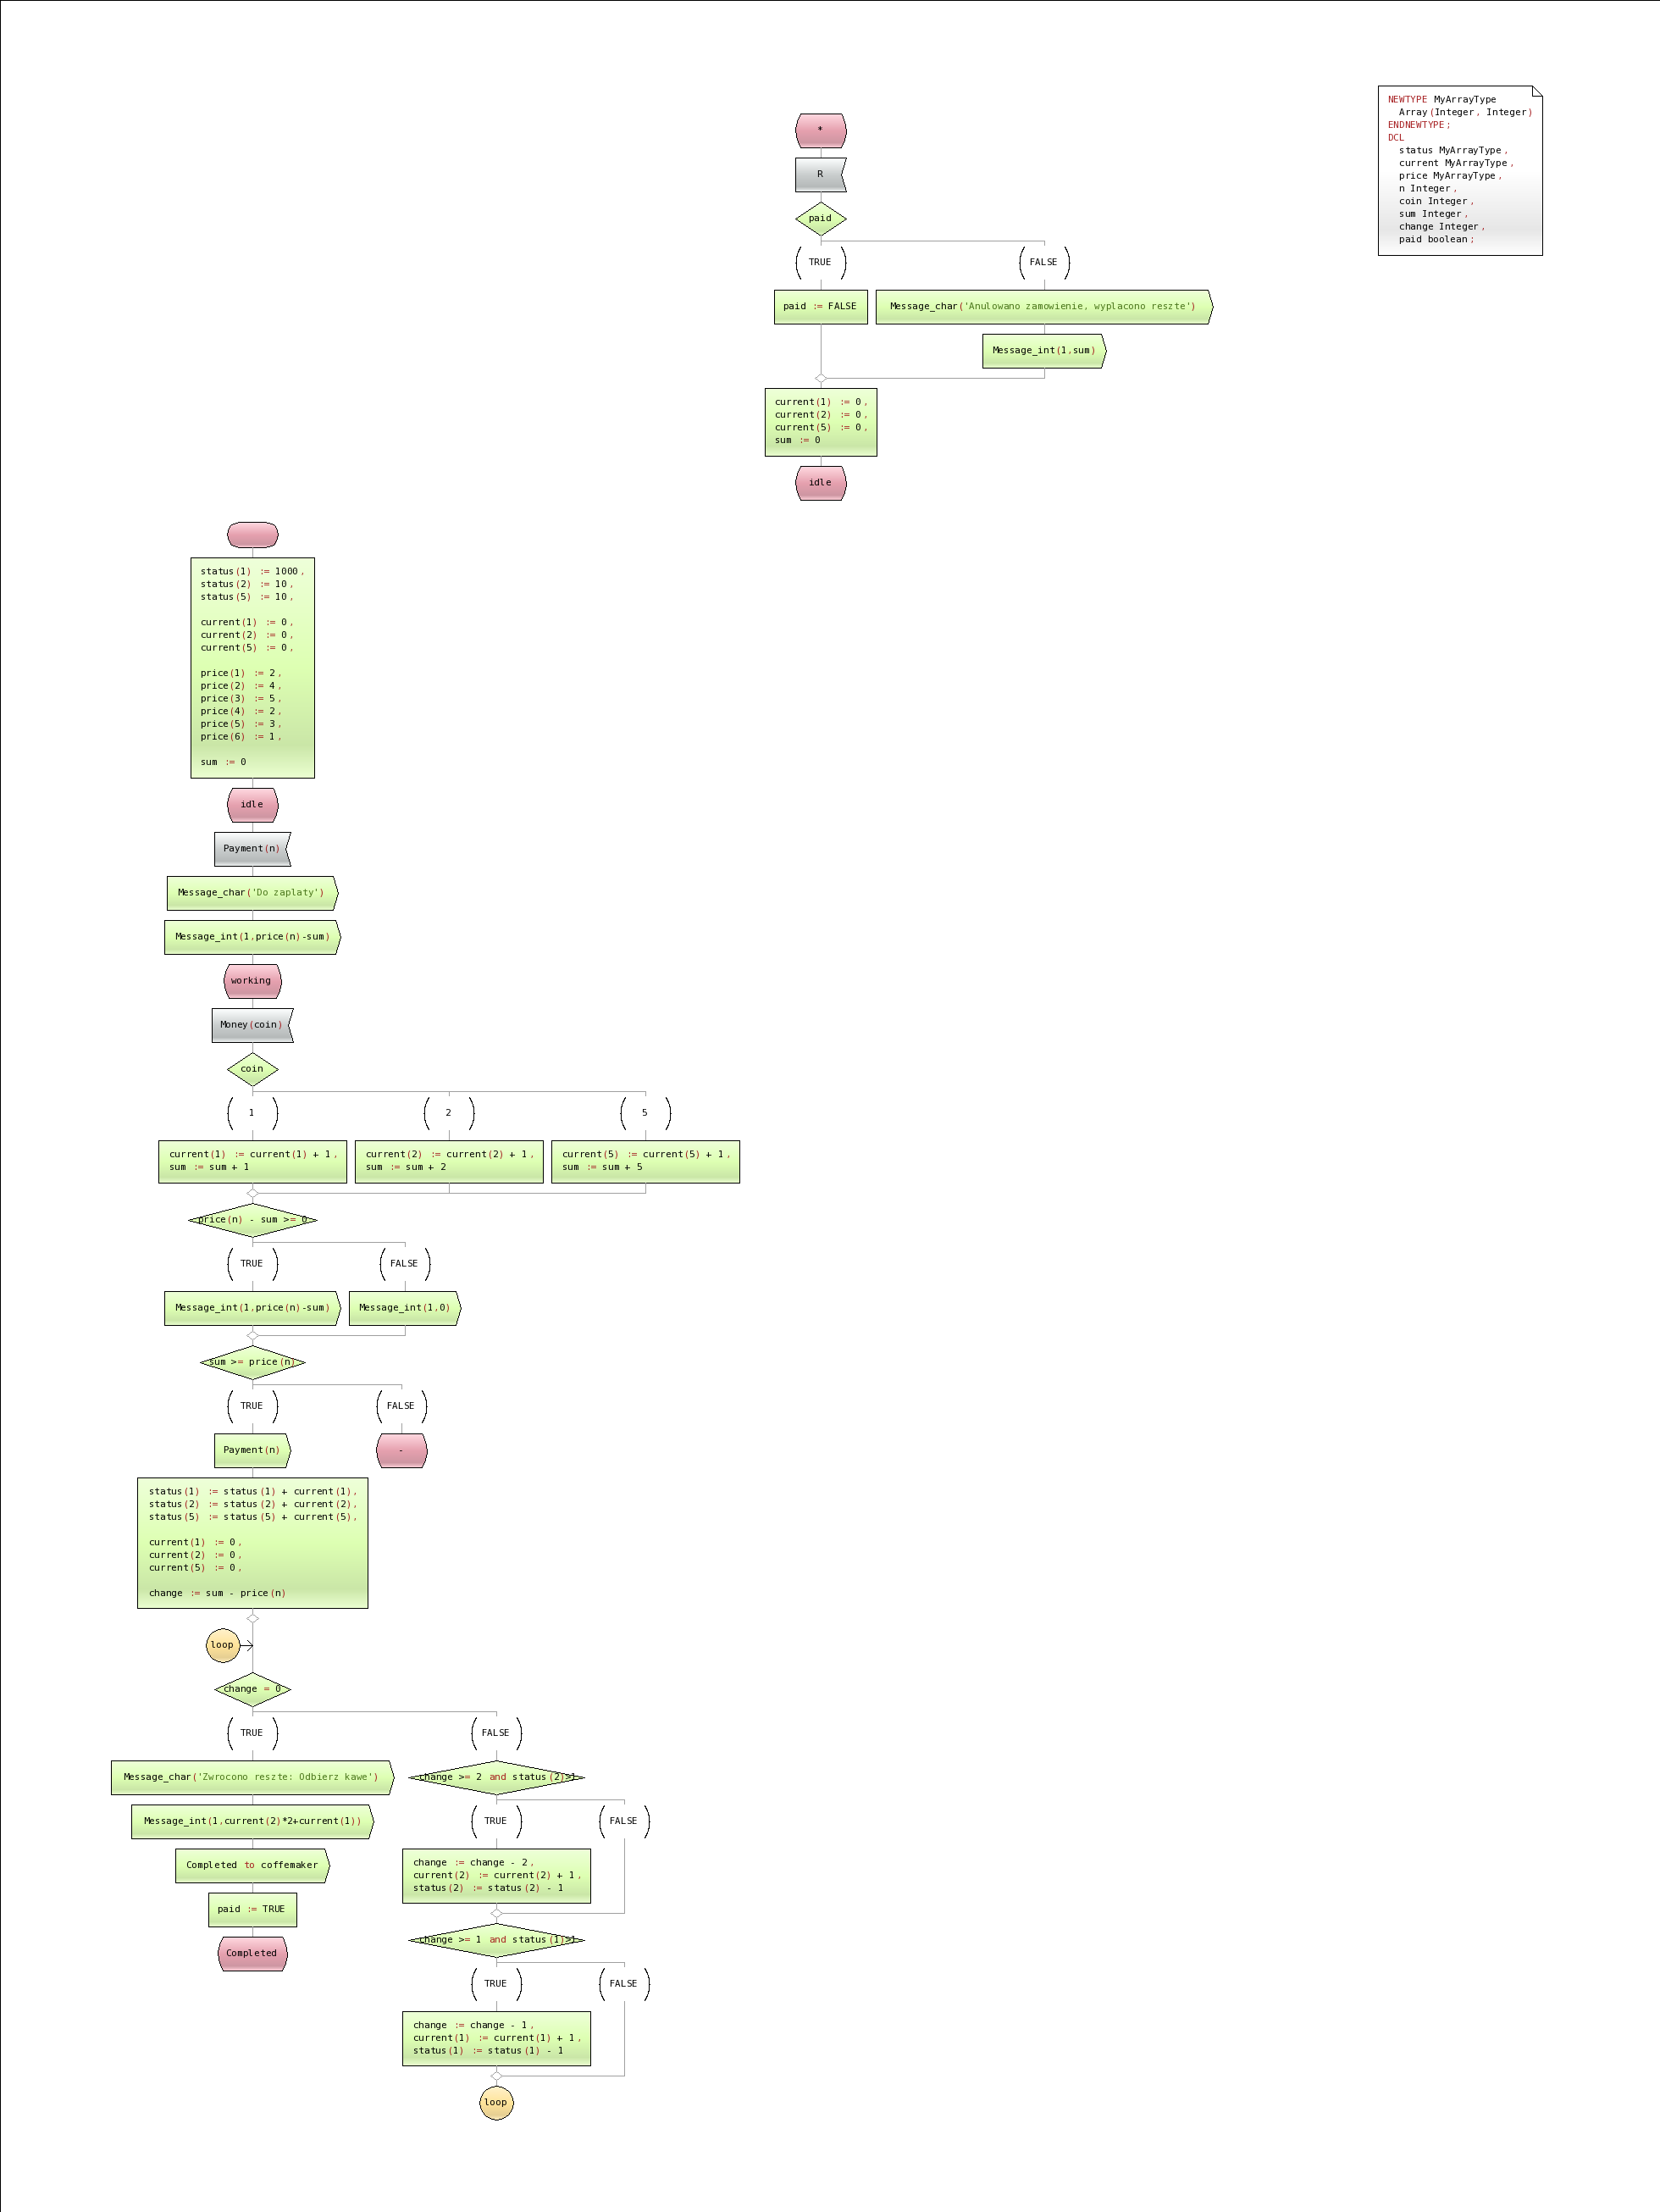 NEWTYPE MyArrayType
Array(Integer, Integer)
ENDNEWTYPE;
DCL
status MyArrayType,
current MyArrayType,
price MyArrayType,
n Integer,
coin Integer,
sum Integer,
change Integer,
paid boolean;
*
R
paid
TRUE
FALSE
paid := FALSE
Message_char('Anulowano zamowienie, wyplacono reszte')
Message_int(1,sum)
current(1) := 0,
current(2) := 0,
current(5) := 0,
sum := 0
idle
status(1) := 1000,
status(2) := 10,
status(5) := 10,
current(1) := 0,
current(2) := 0,
current(5) := 0,
price(1) := 2,
price(2) := 4,
price(3) := 5,
price(4) := 2,
price(5) := 3,
price(6) := 1,
sum := 0
idle
Payment(n)
Message_char('Do zaplaty')
Message_int(1,price(n)-sum)
working
Money(coin)
coin
1
2
5
current(1) := current(1) + 1,
sum := sum + 1
current(2) := current(2) + 1,
sum := sum + 2
current(5) := current(5) + 1,
sum := sum + 5
price(n) - sum >= 0
TRUE
FALSE
Message_int(1,price(n)-sum)
Message_int(1,0)
sum >= price(n)
TRUE
FALSE
Payment(n)
-
status(1) := status(1) + current(1),
status(2) := status(2) + current(2),
status(5) := status(5) + current(5),
current(1) := 0,
current(2) := 0,
current(5) := 0,
change := sum - price(n)
loop
change = 0
TRUE
FALSE
Message_char('Zwrocono reszte: Odbierz kawe')
change >= 2 and status(2)>1
Message_int(1,current(2)*2+current(1))
TRUE
FALSE
Completed to coffemaker
change := change - 2,
current(2) := current(2) + 1,
status(2) := status(2) - 1
paid := TRUE
Completed
change >= 1 and status(1)>1
TRUE
FALSE
change := change - 1,
current(1) := current(1) + 1,
status(1) := status(1) - 1
loop